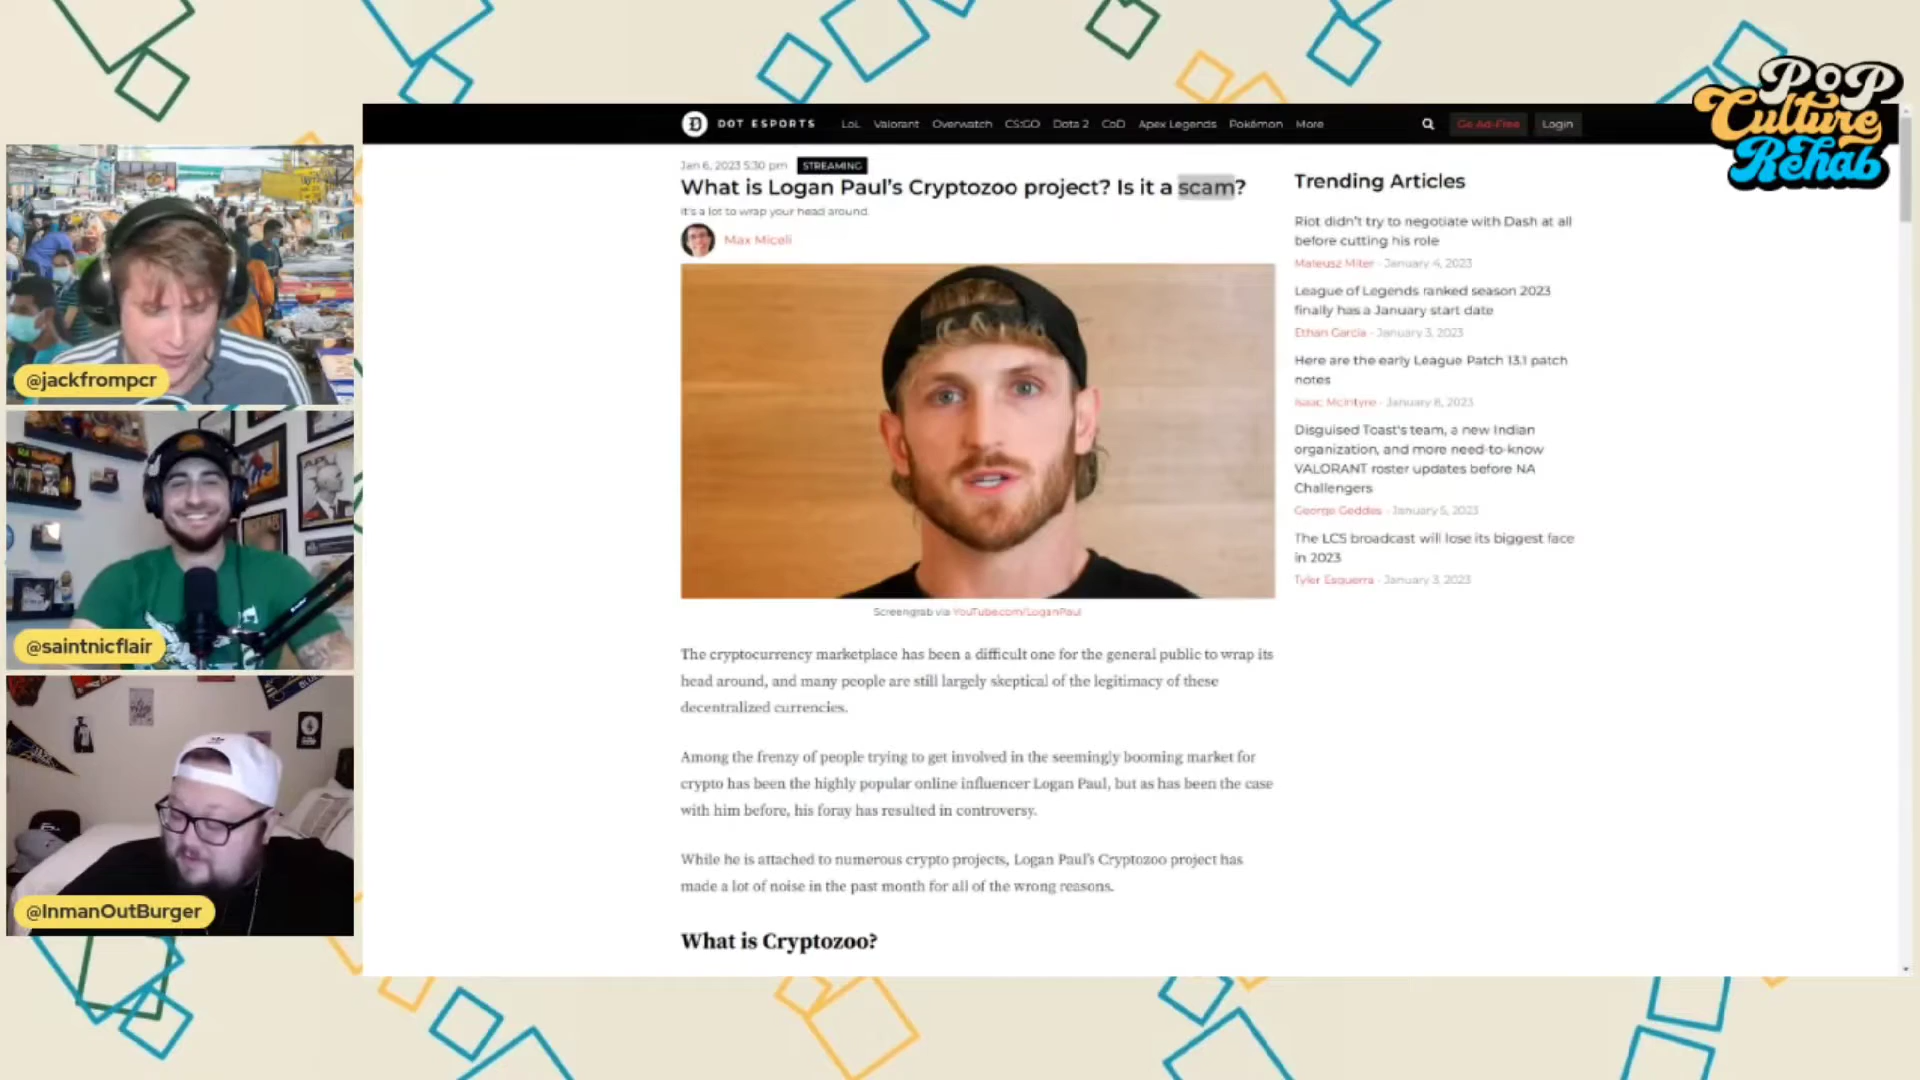 POP
Culture
Rehab
DOT ESPORTS LoL Valorant Overwatch CS:GO Dota 2 CoD Apex Legends Pokémon More Go Ad-Free Login
Jan 6, 2023 5:30 pm STREAMING
What is Logan Paul's Cryptozoo project? Is it a scam?
It's a lot to wrap your head around.
Max Miceli
Screengrab via YouTube.com/LoganPaul
The cryptocurrency marketplace has been a difficult one for the general public to wrap its
head around, and many people are still largely skeptical of the legitimacy of these
decentralized currencies.
Among the frenzy of people trying to get involved in the seemingly booming market for
crypto has been the highly popular online influencer Logan Paul, but as has been the case
with him before, his foray has resulted in controversy.
While he is attached to numerous crypto projects, Logan Paul's Cryptozoo project has
made a lot of noise in the past month for all of the wrong reasons.
What is Cryptozoo?
Trending Articles
Riot didn't try to negotiate with Dash at all
before cutting his role
Mateusz Miter - January 4, 2023
League of Legends ranked season 2023
finally has a January start date
Ethan Garcia - January 3, 2023
Here are the early League Patch 13.1 patch
notes
Isaac McIntyre - January 8, 2023
Disguised Toast's team, a new Indian
organization, and more need-to-know
VALORANT roster updates before NA
Challengers
George Geddes - January 5, 2023
The LCS broadcast will lose its biggest face
in 2023
Tyler Esguerra - January 3, 2023
@jackfrompcr
@saintnicflair
@InmanOutBurger